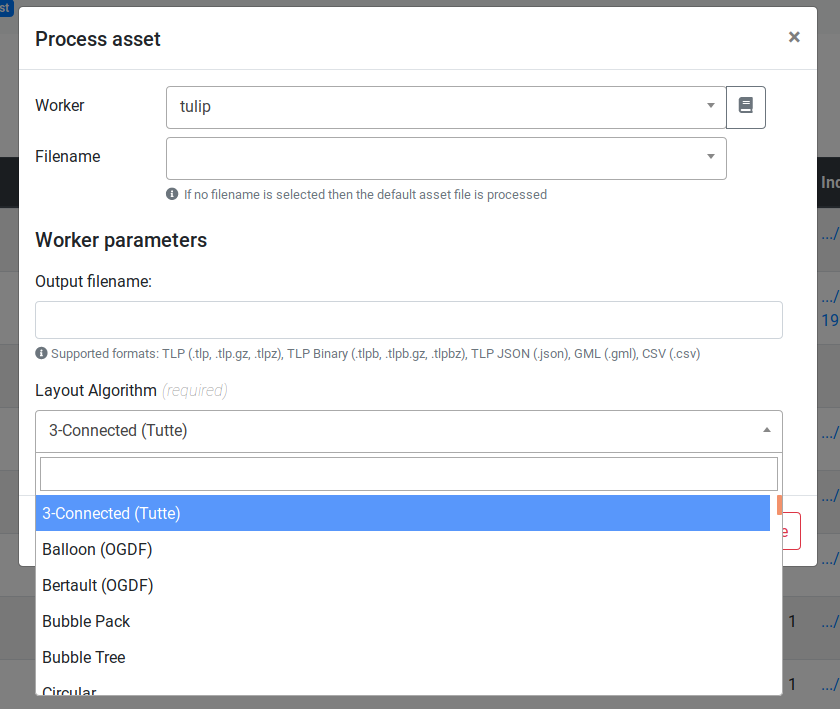 st
Process asset
×
Worker
tulip
Filename
If no filename is selected then the default asset file is processed
Worker parameters
Output filename:
Supported formats: TLP (.tlp, .tlp.gz, .tlpz), TLP Binary (.tlpb, .tlpb.gz, .tlpbz), TLP JSON (.json), GML (.gml), CSV (.csv)
Layout Algorithm (required)
3-Connected (Tutte)
3-Connected (Tutte)
Balloon (OGDF)
Bertault (OGDF)
Bubble Pack
Bubble Tree
Circular
e
Ind
.../
.../
19
.../
.../
.../
1 .../
1 .../